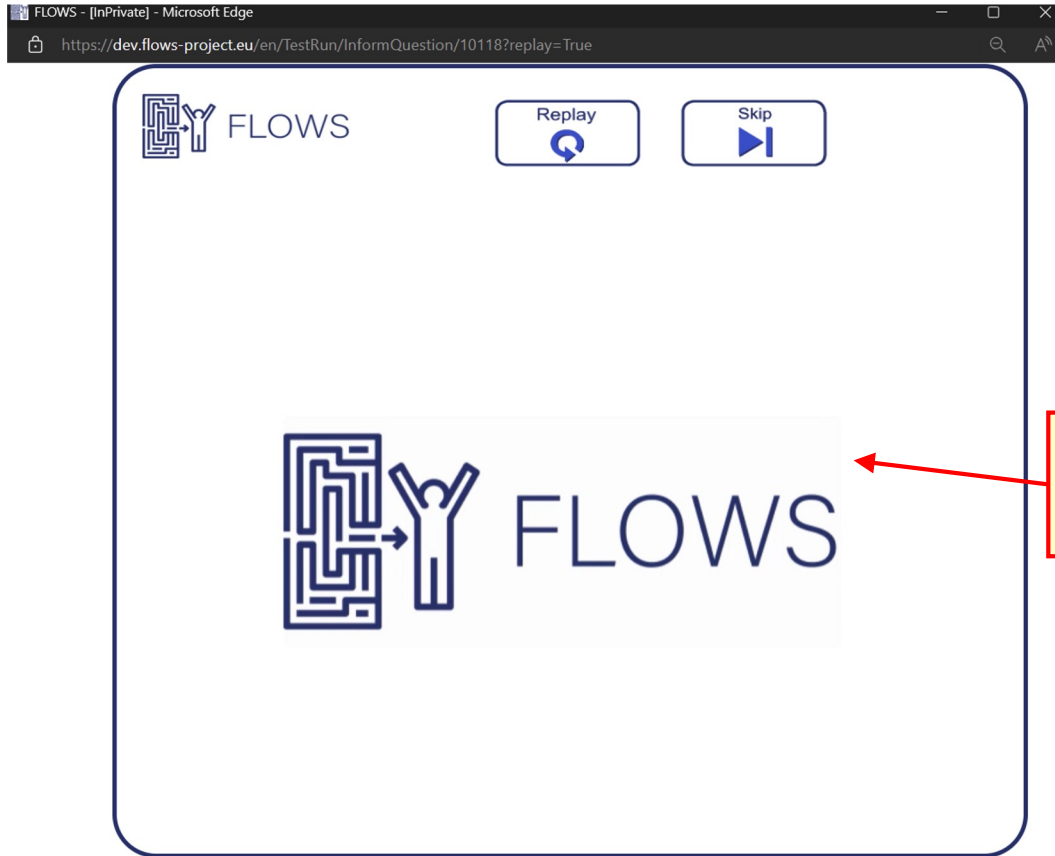 FLOWS - [InPrivate] - Microsoft Edge
https://dev.flows-project.eu/en/TestRun/InformQuestion/10118?replay=True
FLOWS
Replay
Skip
FLOWS